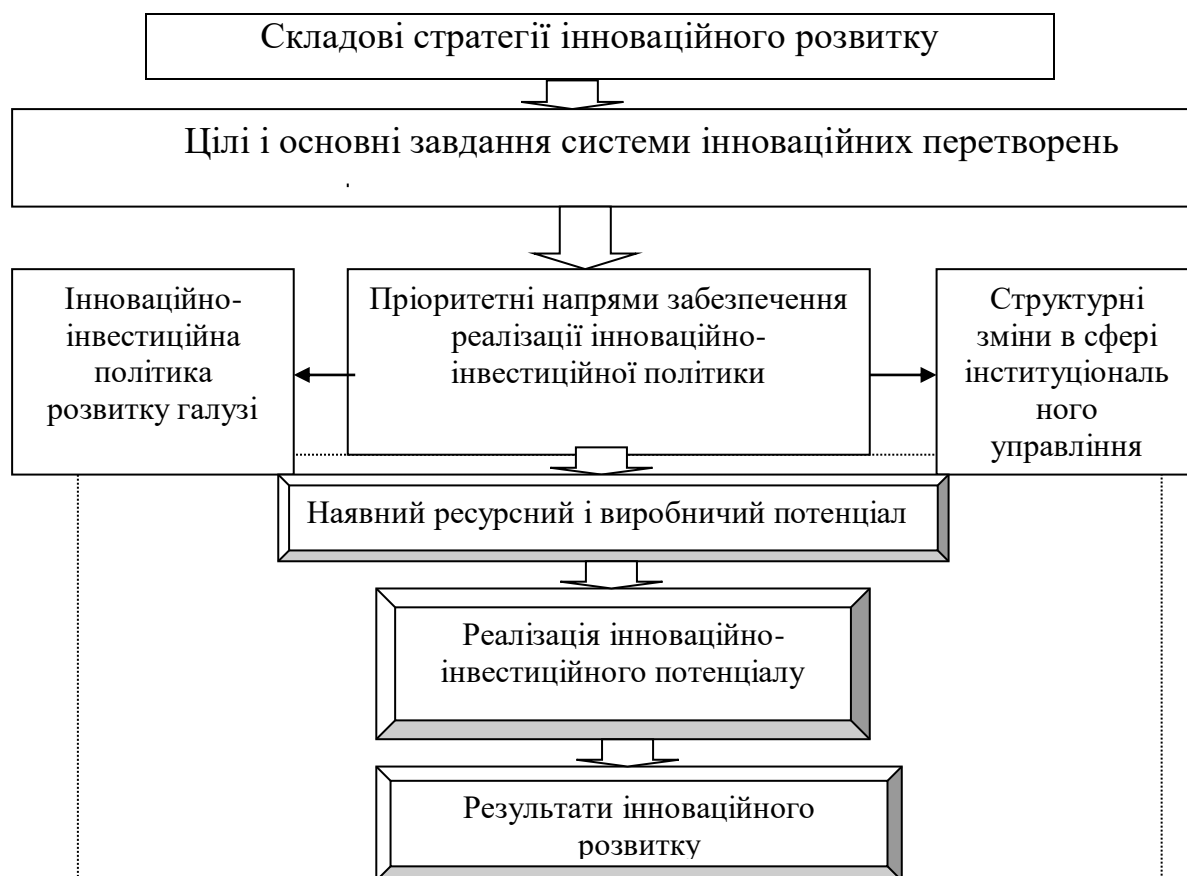 Складові стратегії інноваційного розвитку
Цілі і основні завдання системи інноваційних перетворень
Інноваційно-
інвестиційна
політика
розвитку галузі
Пріоритетні напрями забезпечення
реалізації інноваційно-
інвестиційної політики
Структурні
зміни в сфері
інституціональ
ного
управління
Наявний ресурсний і виробничий потенціал
Реалізація інноваційно-
інвестиційного потенціалу
Результати інноваційного
розвитку